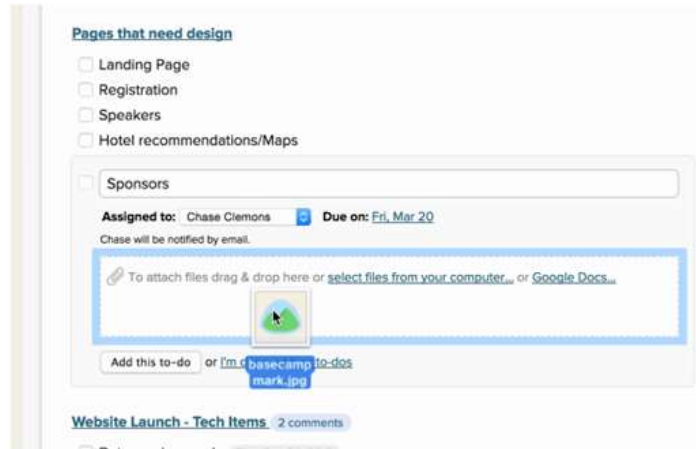 Pages that need design
Landing Page
Registration
Speakers
Hotel recommendations/Maps
Sponsors
Assigned to: Chase Clemons Due on: Fri, Mar 20
Chase will be notified by email.
To attach files drag & drop here or select files from your computer... or Google Docs...
Add this to-do or I'm to-dos
basecamp
mark.jpg
Website Launch - Tech Items 2 comments